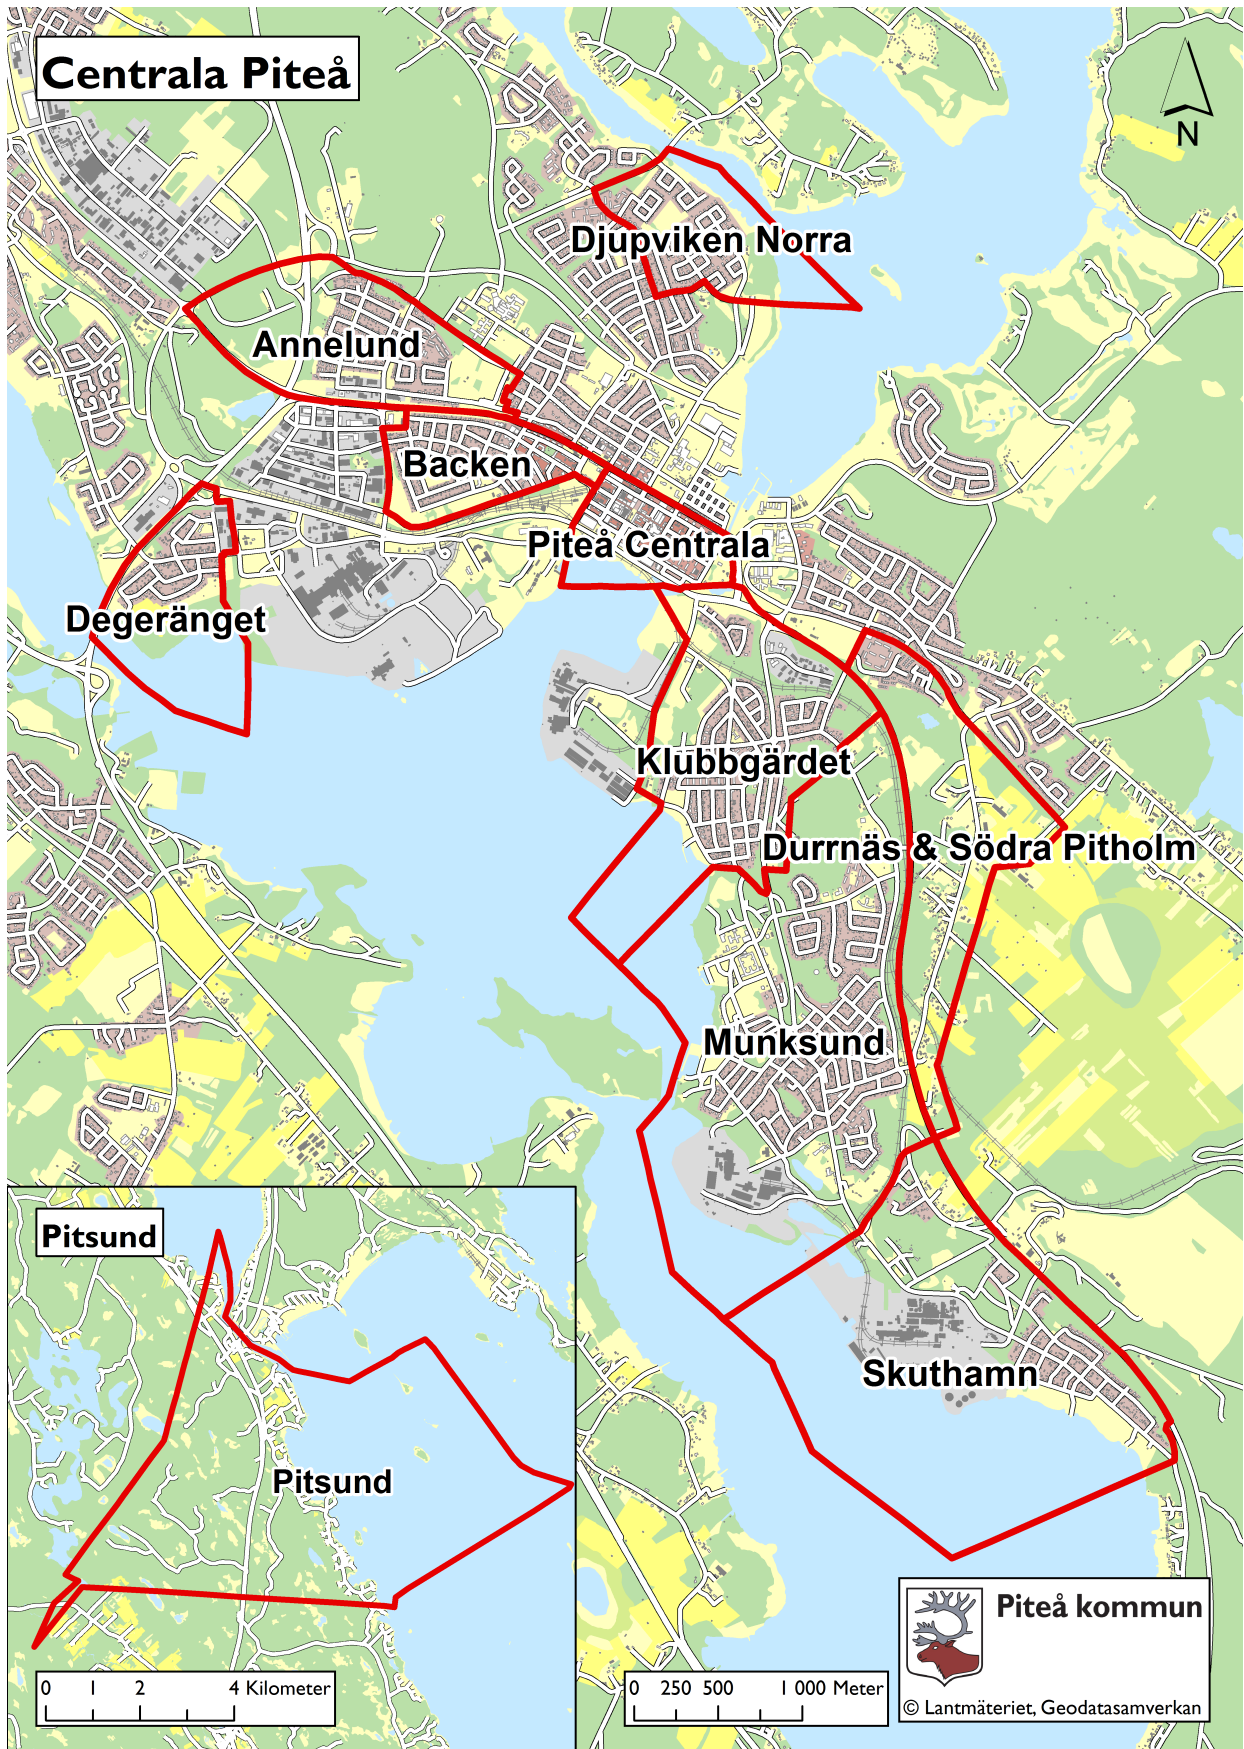 Centrala Piteå
N
Djupviken Norra
Annelund
Backen
Piteå Centrala
Degeränget
Klubbgärdet
Durrnäs & Södra Pitholm
Munksund
Skuthamn
Pitsund
Pitsund
0 1 2 4 Kilometer
0 250 500 1 000 Meter
Piteå kommun
© Lantmäteriet, Geodatasamverkan